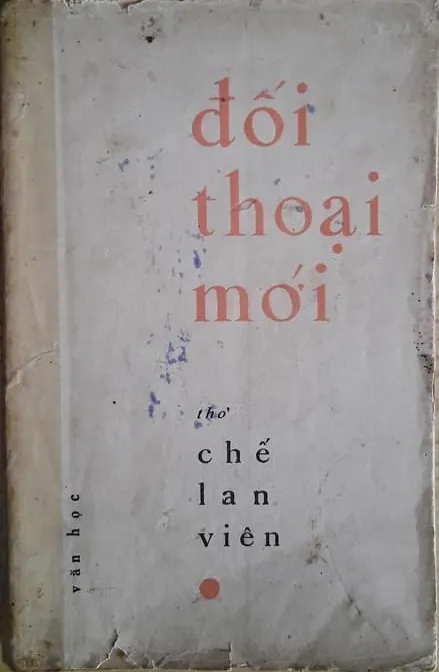 đối
thoại
mới
thơ
chế
lan
viên
văn học